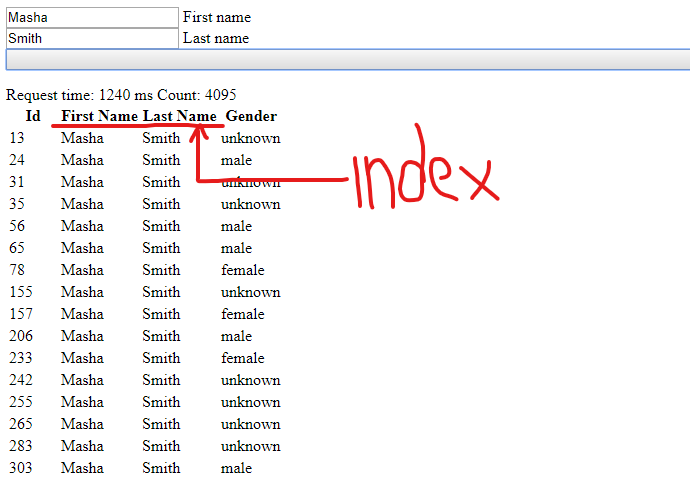 Masha First name
Smith Last name
Request time: 1240 ms Count: 4095
Id First Name Last Name Gender
13 Masha Smith unknown
24 Masha Smith male
31 Masha Smith unknown
Index
35 Masha Smith unknown
56 Masha Smith male
65 Masha Smith male
78 Masha Smith female
155 Masha Smith unknown
157 Masha Smith female
206 Masha Smith male
233 Masha Smith female
242 Masha Smith unknown
255 Masha Smith unknown
265 Masha Smith unknown
283 Masha Smith unknown
303 Masha Smith male